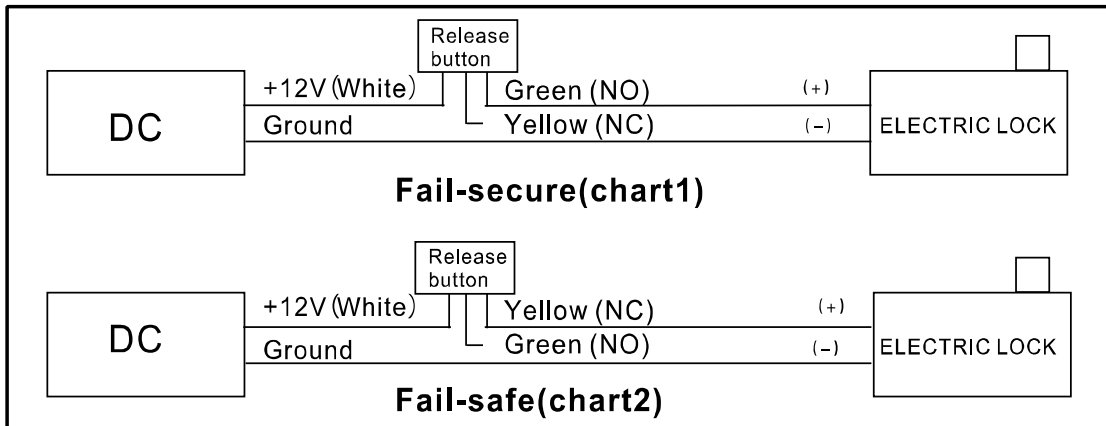 Release
button
+12V(White)
Green (NO)
(+)
DC
Ground
Yellow (NC)
(-)
ELECTRIC LOCK
Fail-secure(chart1)
Release
button
+12V(White)
Yellow (NC)
(+)
DC
Ground
Green (NO)
(-)
ELECTRIC LOCK
Fail-safe(chart2)